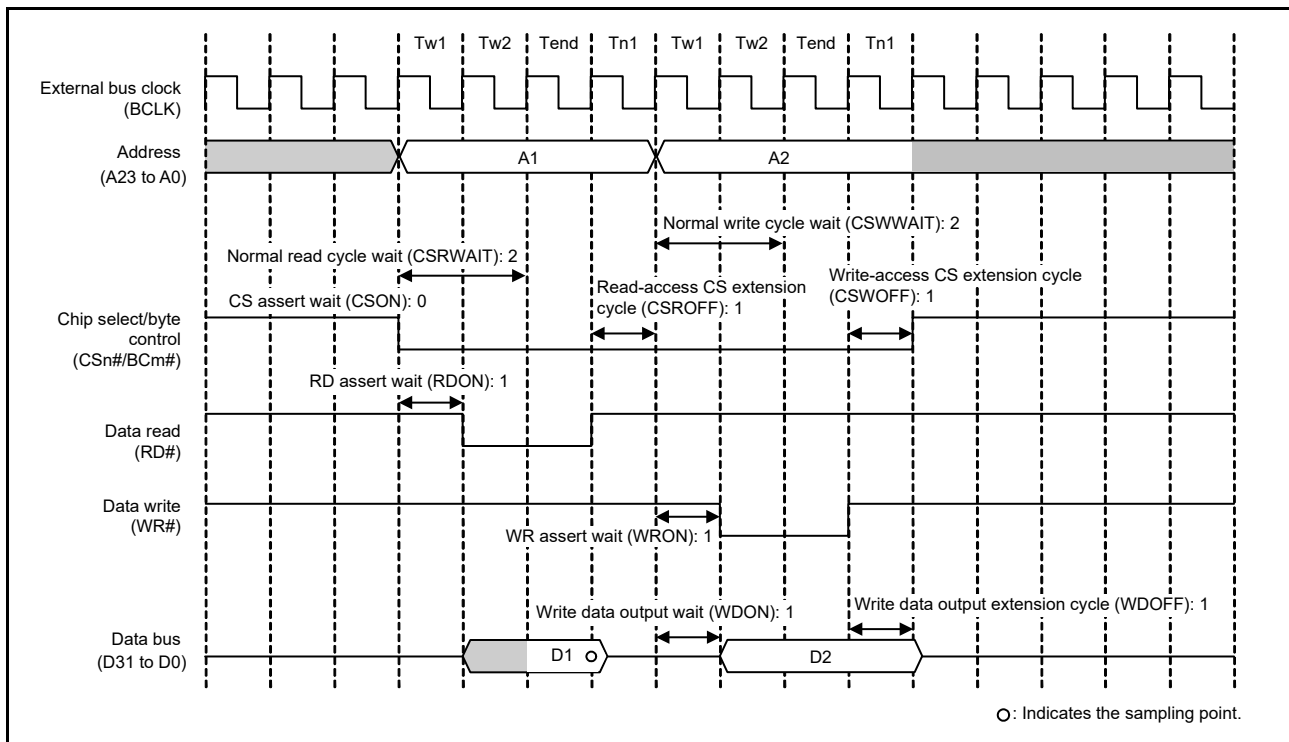 Tw1 Tw2 Tend Tn1 Tw1 Tw2 Tend Tn1
External bus clock
(BCLK)
Address
(A23 to A0)
A1 A2
Normal write cycle wait (CSWWAIT): 2
Normal read cycle wait (CSRWAIT): 2
Read-access CS extension
cycle (CSROFF): 1
Write-access CS extension cycle
(CSWOFF): 1
CS assert wait (CSON): 0
Chip select/byte
control
(CSn#/BCm#)
RD assert wait (RDON): 1
Data read
(RD#)
Data write
(WR#)
WR assert wait (WRON): 1
Write data output wait (WDON): 1
Write data output extension cycle (WDOFF): 1
Data bus
(D31 to D0)
D1 D2
: Indicates the sampling point.